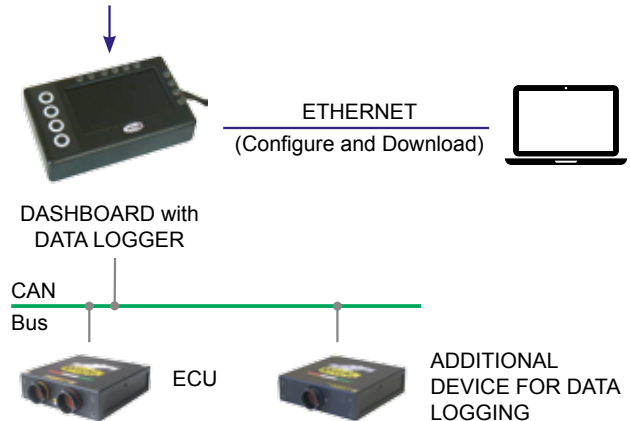 ETHERNET
(Configure and Download)
DASHBOARD with
DATA LOGGER
CAN
Bus
ECU
ADDITIONAL
DEVICE FOR DATA
LOGGING